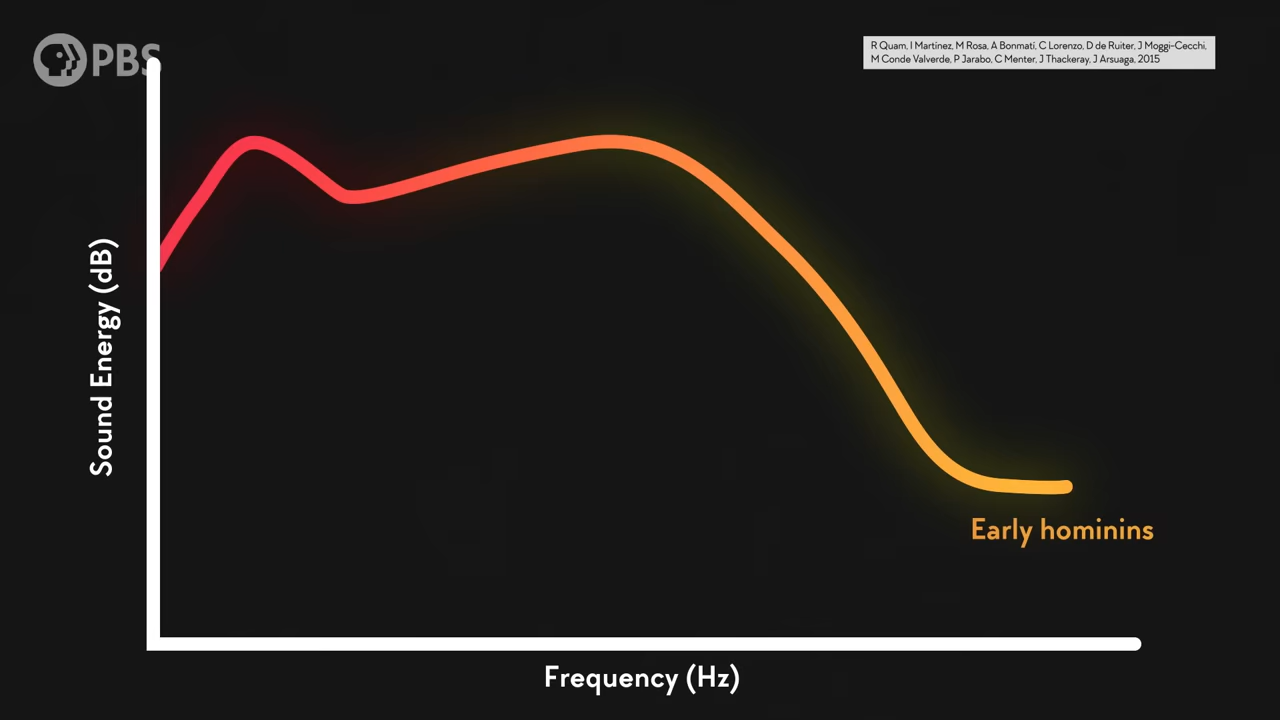 PBS
R Quam, I Martínez, M Rosa, A Bonmatí, C Lorenzo, D de Ruiter, J Moggi-Cecchi,
M Conde Valverde, P Jarabo, C Menter, J Thackeray, J Arsuaga, 2015
Sound Energy (dB)
Early hominins
Frequency (Hz)